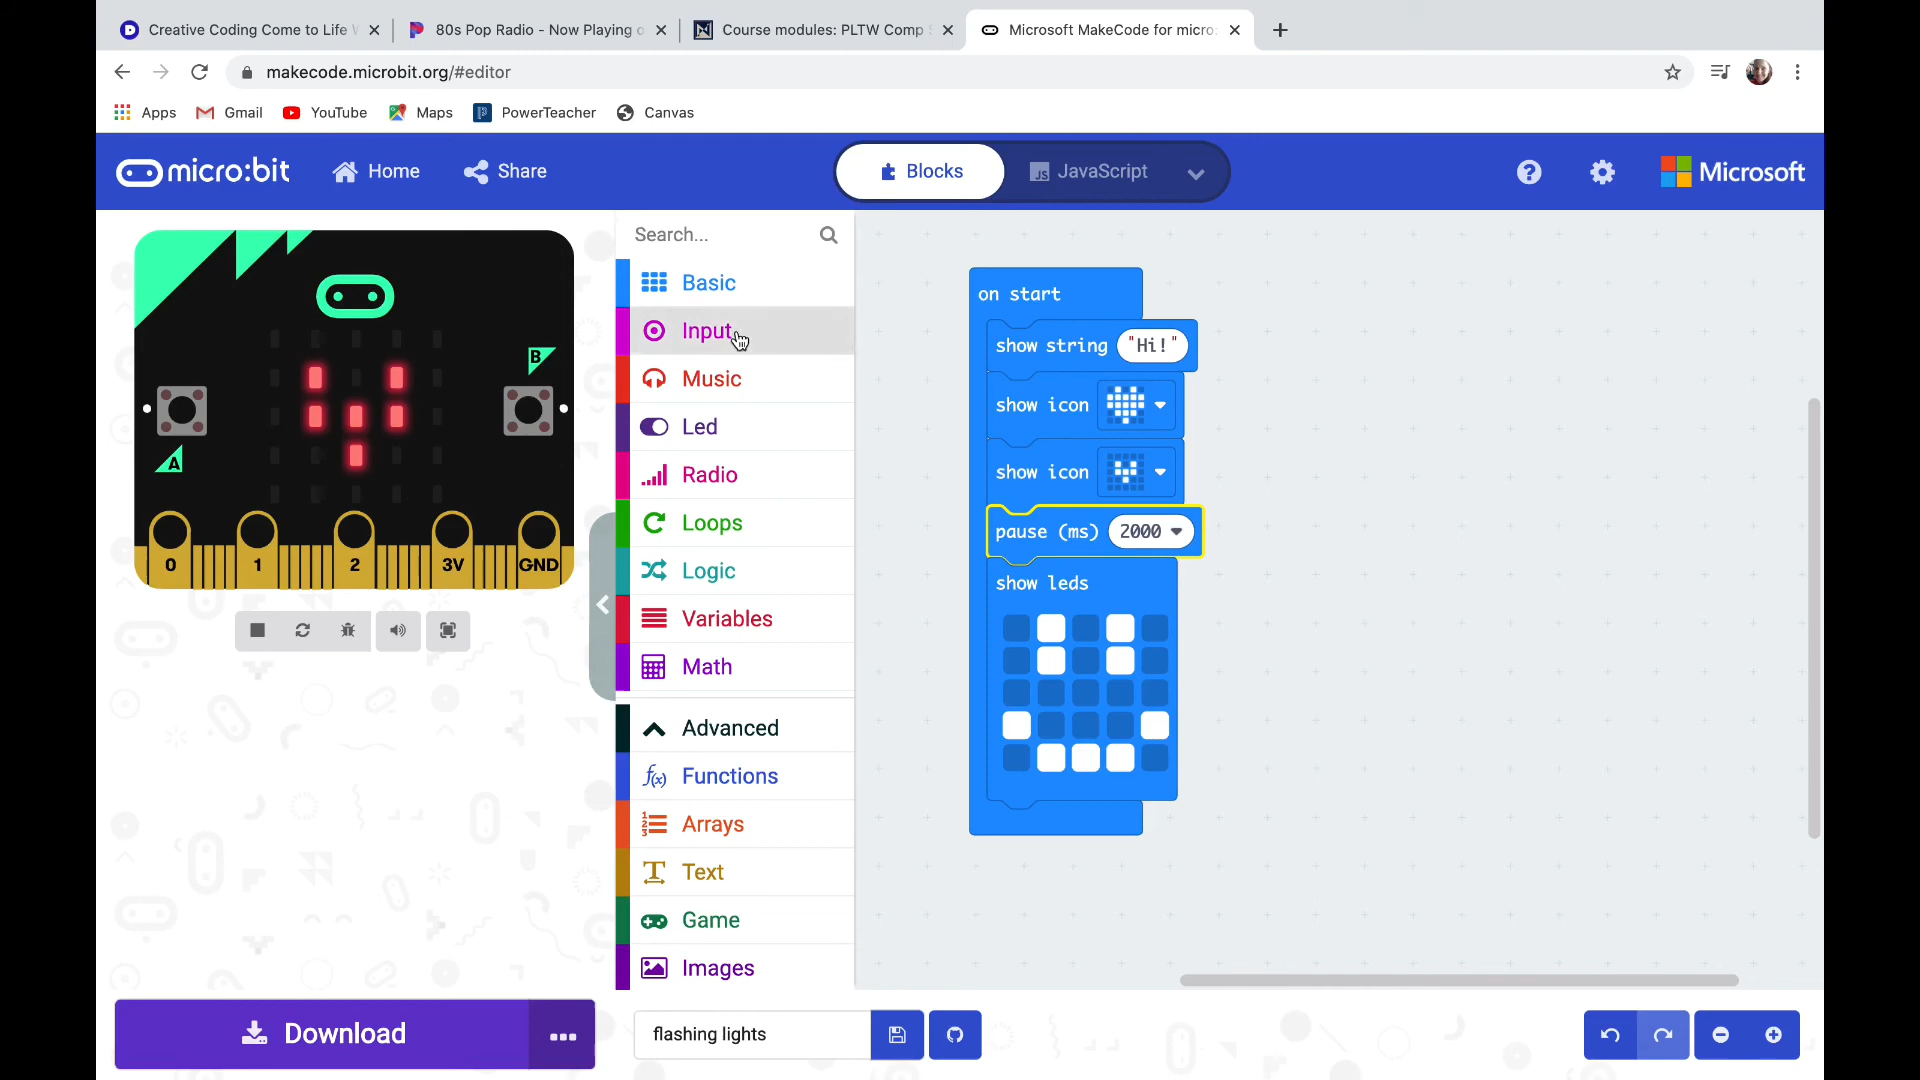 Creative Coding Come to Life W
80s Pop Radio - Now Playing o
Course modules: PLTW Comp S
Microsoft MakeCode for micro:
makecode.microbit.org/#editor
Apps
Gmail
YouTube
Maps
PowerTeacher
Canvas
micro:bit
Home
Share
Blocks
JS JavaScript
?
Microsoft
Search...
Basic
Input
Music
Led
Radio
Loops
Logic
Variables
Math
Advanced
f(x) Functions
Arrays
Text
Game
Images
B
A
0 1 2 3V GND
on start
show string "Hi!"
show icon
show icon
pause (ms) 2000
show leds
Download
...
flashing lights